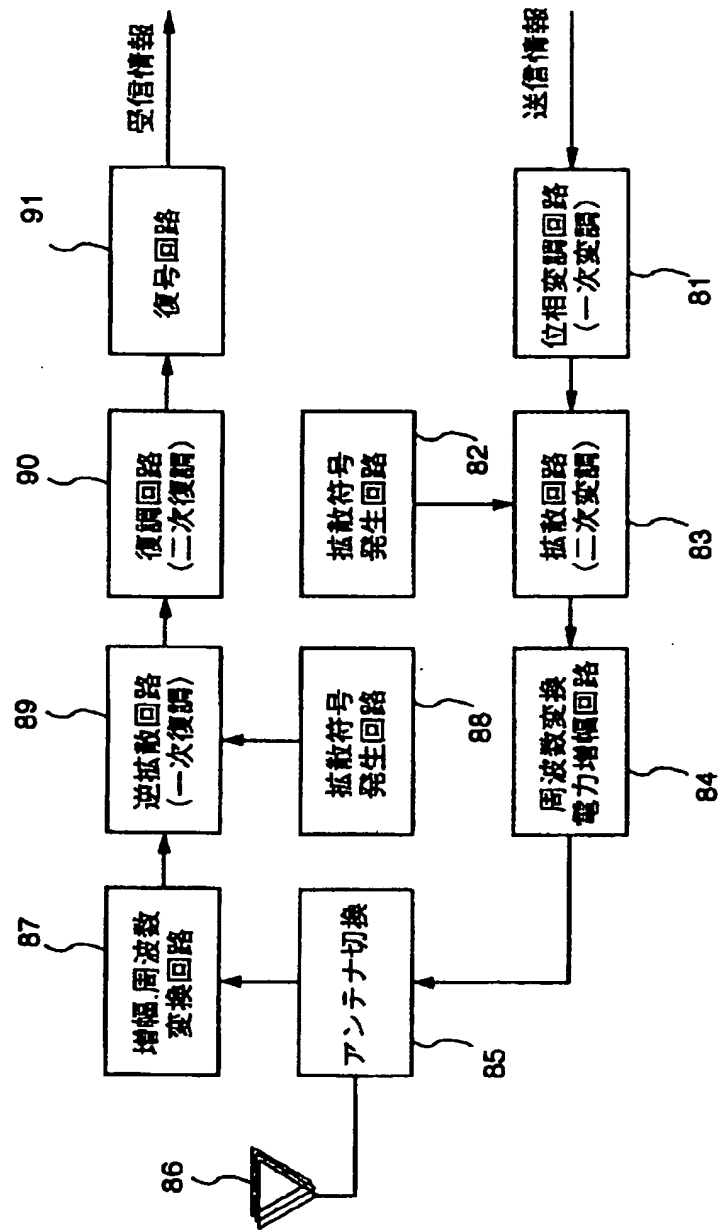 86
87
増幅.周波数
変換回路
89
逆拡散回路
(一次復調)
90
復調回路
(二次復調)
91
復号回路
受信情報
アンテナ切換
85
拡散符号
発生回路
88
拡散符号
発生回路
82
周波数変換
電力増幅回路
84
拡散回路
(二次変調)
83
位相変調回路
(一次変調)
81
送信情報